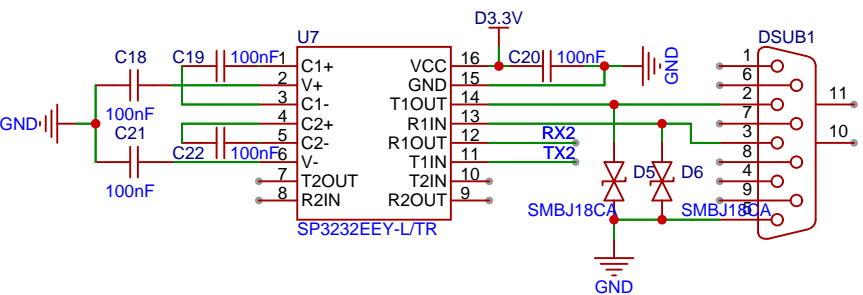 D3.3V
U7
DSUB1
C18
C19
100nF
1
C1+
VCC
16
C20
100nF
GND
1
2
V+
GND
15
6
100nF
3
C1-
T1OUT
14
2
11
GND
4
C2+
R1IN
13
7
C21
5
C2-
R1OUT
12
RX2
3
10
C22
100nF
6
V-
T1IN
11
TX2
8
100nF
7
T2OUT
T2IN
10
D5
D6
4
8
R2IN
R2OUT
9
9
SMBJ18CA
SMBJ18CA
5
SP3232EEY-L/TR
GND